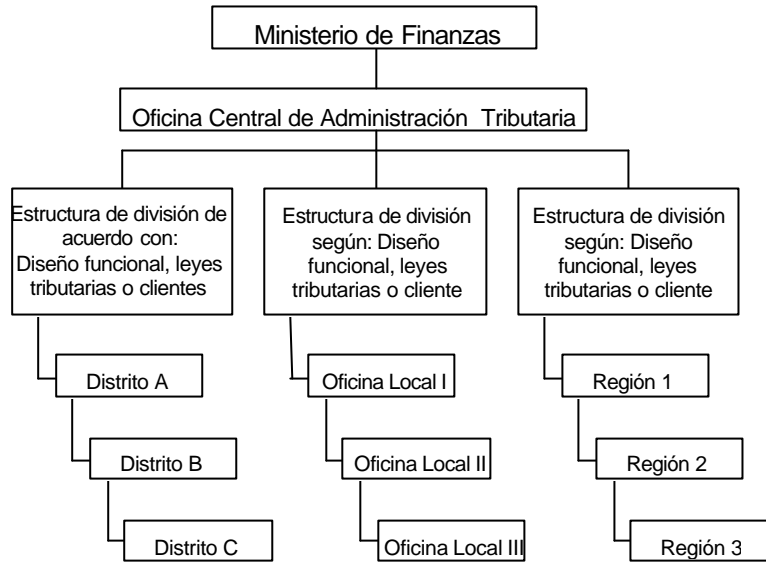 Ministerio de Finanzas
Oficina Central de Administración Tributaria
Estructura de división de
acuerdo con:
Diseño funcional, leyes
tributarias o clientes
Estructura de división
según: Diseño
funcional, leyes
tributarias o cliente
Estructura de división
según: Diseño
funcional, leyes
tributarias o cliente
Distrito A
Distrito B
Distrito C
Oficina Local I
Oficina Local II
Oficina Local III
Región 1
Región 2
Región 3